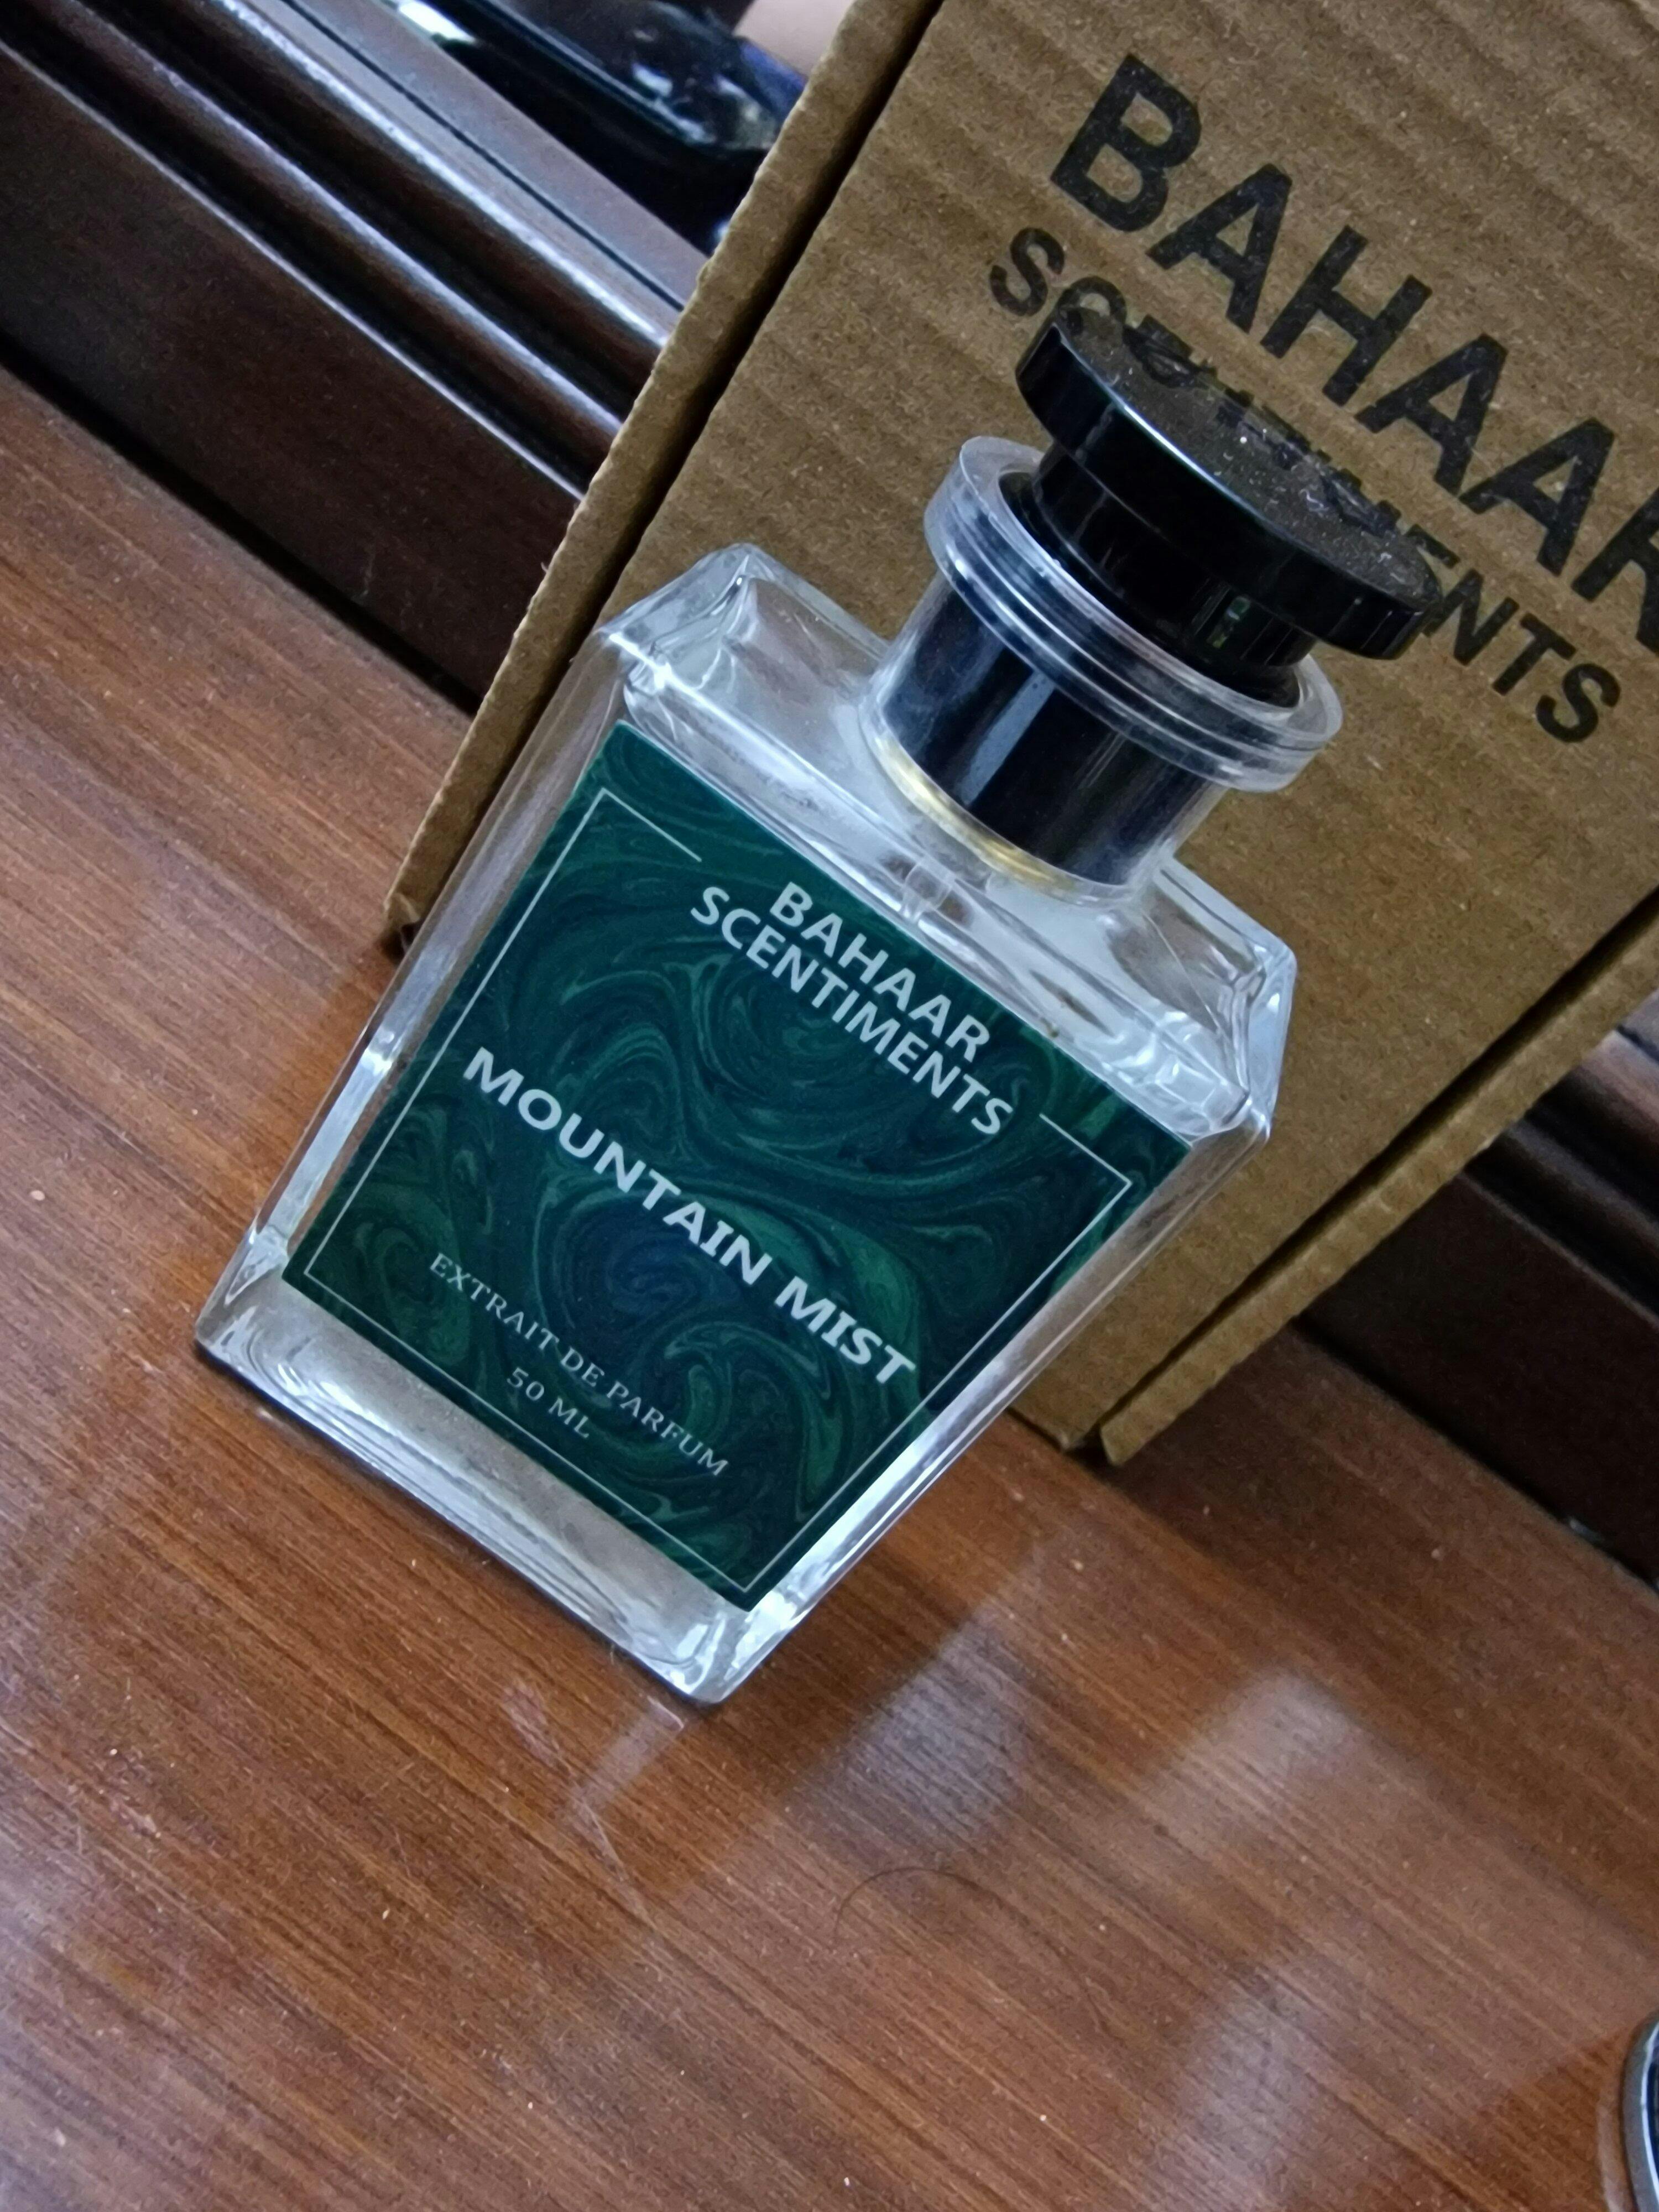 BAHAAR
SCENTIMENTS
BAHAAR
SCENTIMENTS
MOUNTAIN MIST
EXTRAIT DE PARFUM
50 ML